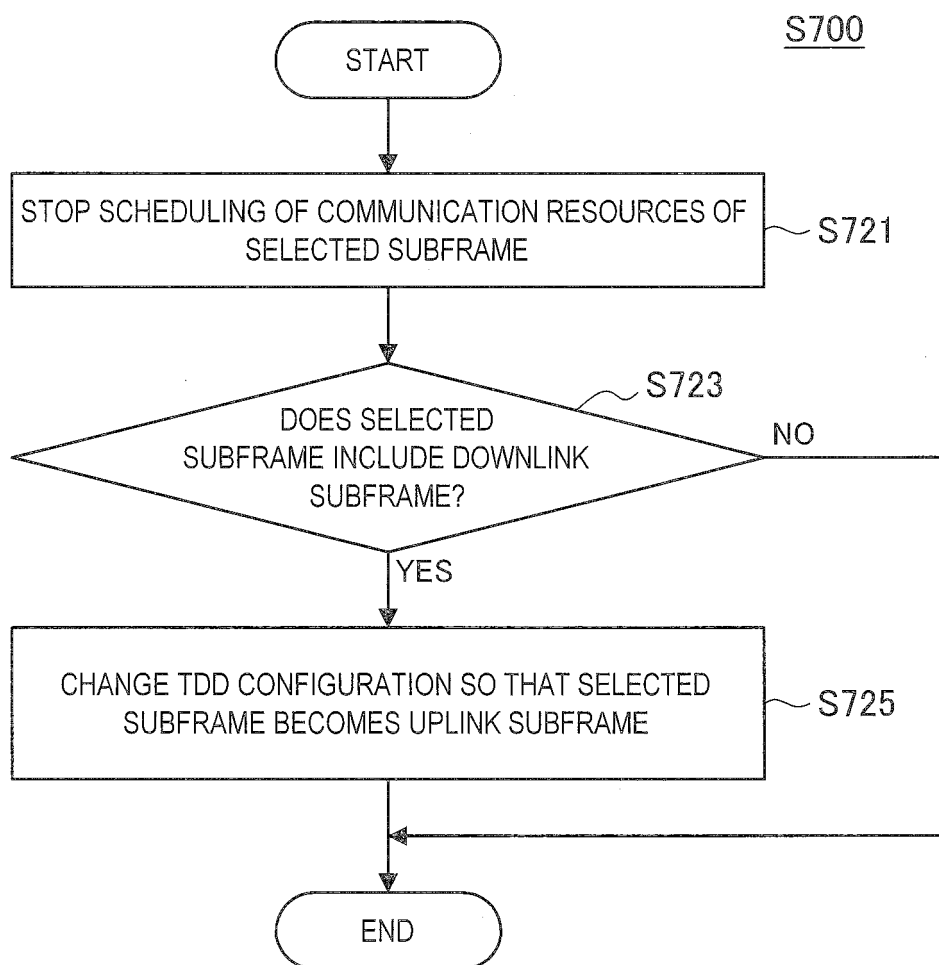 S700
START
STOP SCHEDULING OF COMMUNICATION RESOURCES OF
SELECTED SUBFRAME
S721
S723
DOES SELECTED
SUBFRAME INCLUDE DOWNLINK
SUBFRAME?
NO
YES
CHANGE TDD CONFIGURATION SO THAT SELECTED
SUBFRAME BECOMES UPLINK SUBFRAME
S725
END